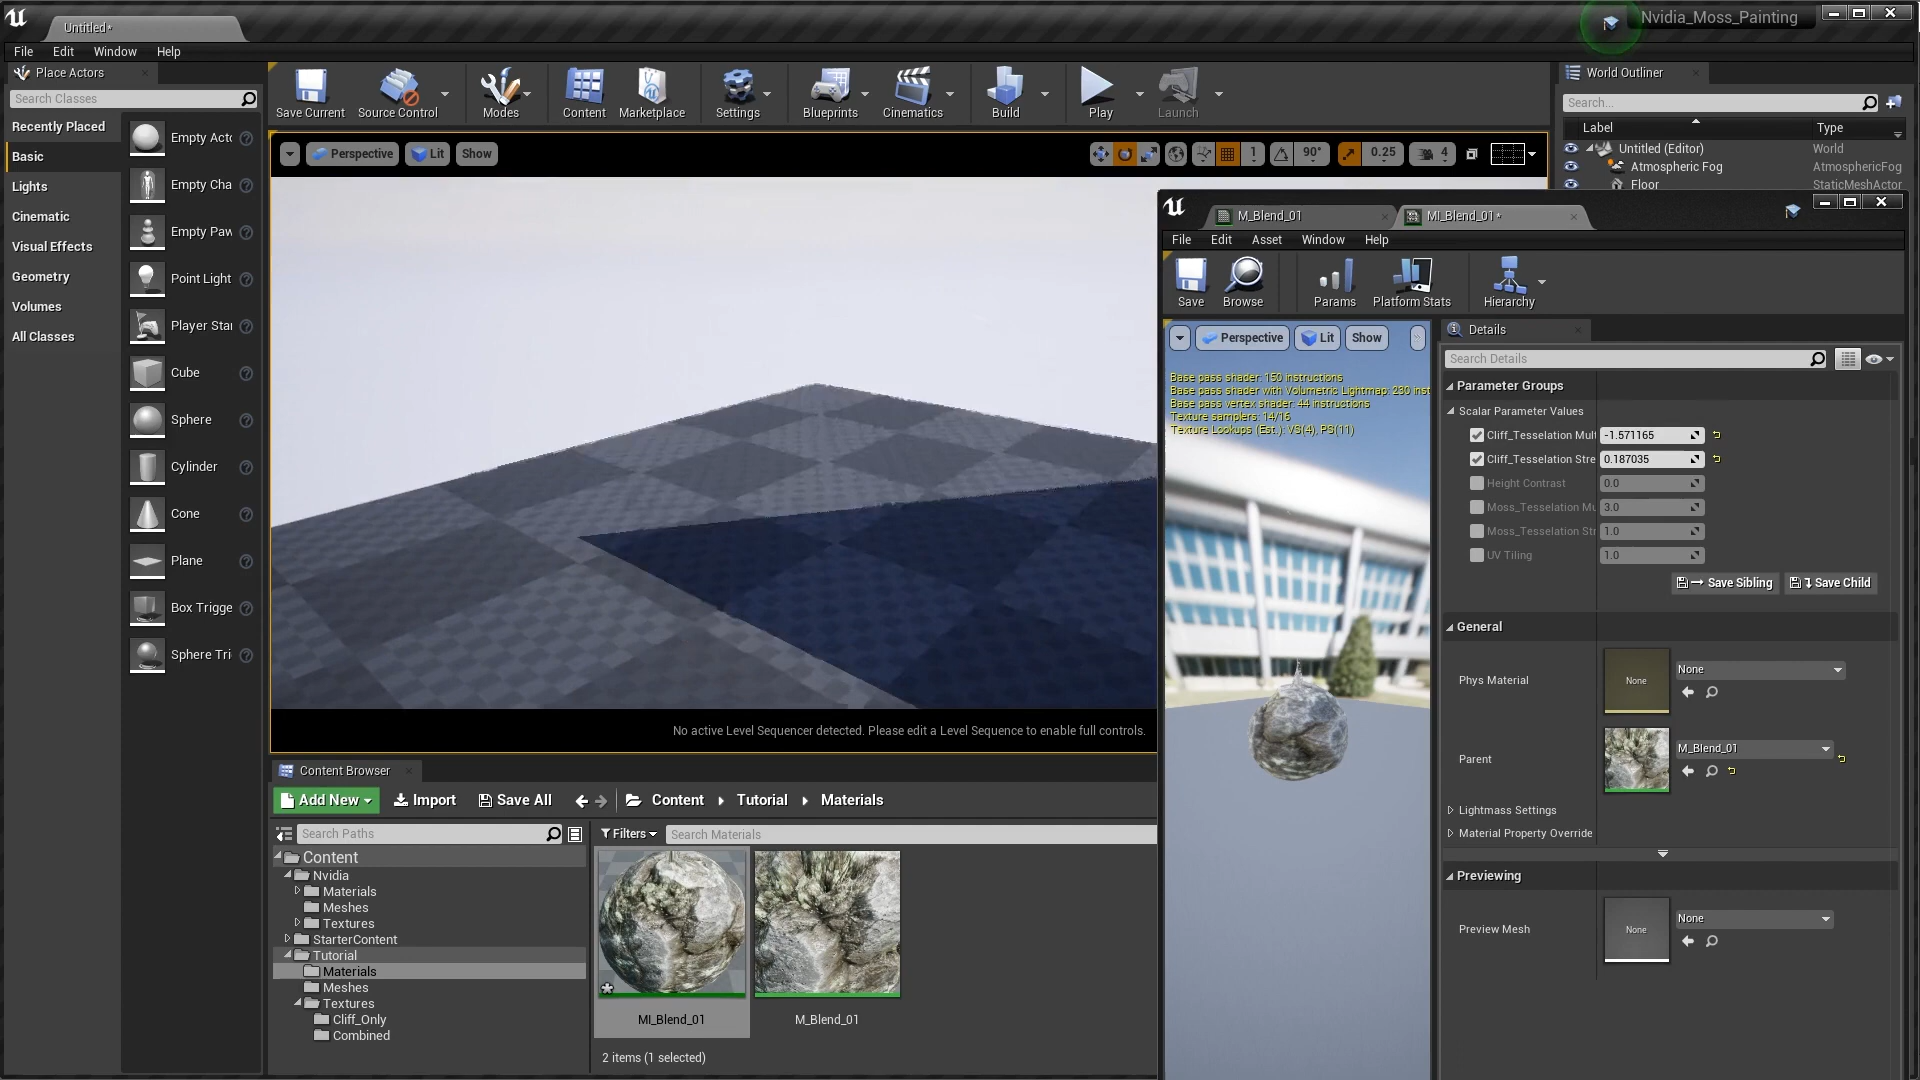 Untitled*
Nvidia_Moss_Painting
File Edit Window Help
Place Actors
Search Classes
Recently Placed
Basic
Lights
Cinematic
Visual Effects
Geometry
Volumes
All Classes
Empty Acto
Empty Cha
Empty Paw
Point Light
Player Star
Cube
Sphere
Cylinder
Cone
Plane
Box Trigge
Sphere Tri
Save Current Source Control Modes Content Marketplace Settings Blueprints Cinematics Build Play Launch
Perspective Lit Show
1 90° 0.25 4
No active Level Sequencer detected. Please edit a Level Sequence to enable full controls.
World Outliner
Search...
Label Type
Untitled (Editor) World
Atmospheric Fog AtmosphericFog
Floor StaticMeshActor
M_Blend_01 MI_Blend_01*
File Edit Asset Window Help
Save Browse Params Platform Stats Hierarchy
Perspective Lit Show
Base pass shader: 150 instructions
Base pass shader with Volumetric Lightmap: 230 inst
Base pass vertex shader: 44 instructions
Texture samplers: 14/16
Texture Lookups (Est.): VS(4), PS(11)
Details
Search Details
Parameter Groups
Scalar Parameter Values
Cliff_Tesselation Mult -1.571165
Cliff_Tesselation Stre 0.187035
Height Contrast 0.0
Moss_Tesselation Mu 3.0
Moss_Tesselation Str 1.0
UV Tiling 1.0
Save Sibling Save Child
General
Phys Material None None
Parent M_Blend_01
Lightmass Settings
Material Property Override
Previewing
Preview Mesh None None
Content Browser
Add New Import Save All Content Tutorial Materials
Search Paths
Filters Search Materials
Content
Nvidia
Materials
Meshes
Textures
StarterContent
Tutorial
Materials
Meshes
Textures
Cliff_Only
Combined
MI_Blend_01 M_Blend_01
2 items (1 selected)